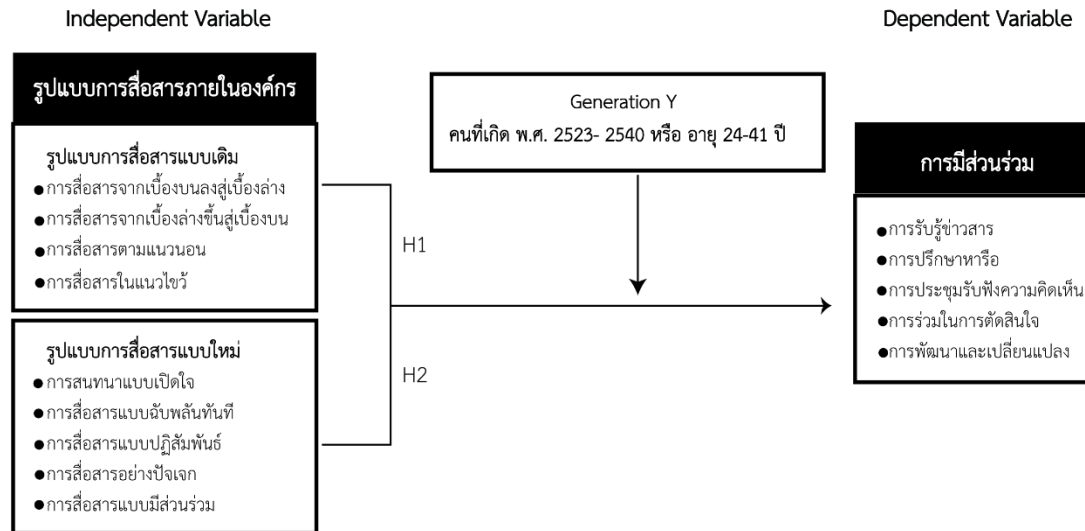 Independent Variable
Dependent Variable
รูปแบบการสื่อสารภายในองค์กร
รูปแบบการสื่อสารแบบเดิม
●การสื่อสารจากเบื้องบนลงสู่เบื้องล่าง
●การสื่อสารจากเบื้องล่างขึ้นสู่เบื้องบน
●การสื่อสารตามแนวนอน
●การสื่อสารในแนวไขว้
รูปแบบการสื่อสารแบบใหม่
●การสนทนาแบบเปิดใจ
●การสื่อสารแบบฉับพลันทันที
●การสื่อสารแบบปฏิสัมพันธ์
●การสื่อสารอย่างปัจเจก
●การสื่อสารแบบมีส่วนร่วม
H1
H2
Generation Y
คนที่เกิด พ.ศ. 2523- 2540 หรือ อายุ 24-41 ปี
การมีส่วนร่วม
●การรับรู้ข่าวสาร
●การปรึกษาหารือ
●การประชุมรับฟังความคิดเห็น
●การร่วมในการตัดสินใจ
●การพัฒนาและเปลี่ยนแปลง